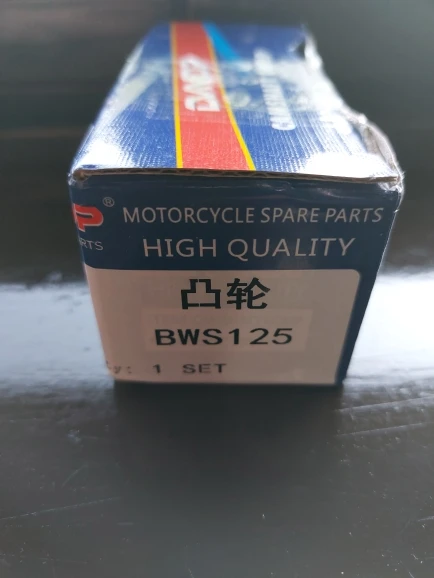 ® MOTORCYCLE SPARE PARTS
HIGH QUALITY
凸轮
BWS125
1 SET